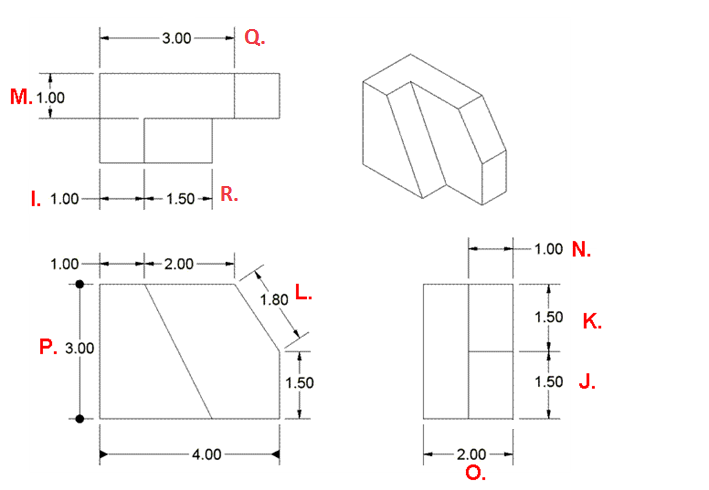 3.00 Q.
M. 1.00
I. 1.00 1.50 R.
1.00 N.
1.00 2.00
1.80 L.
1.50 K.
P. 3.00
1.50
1.50 J.
4.00
2.00
O.